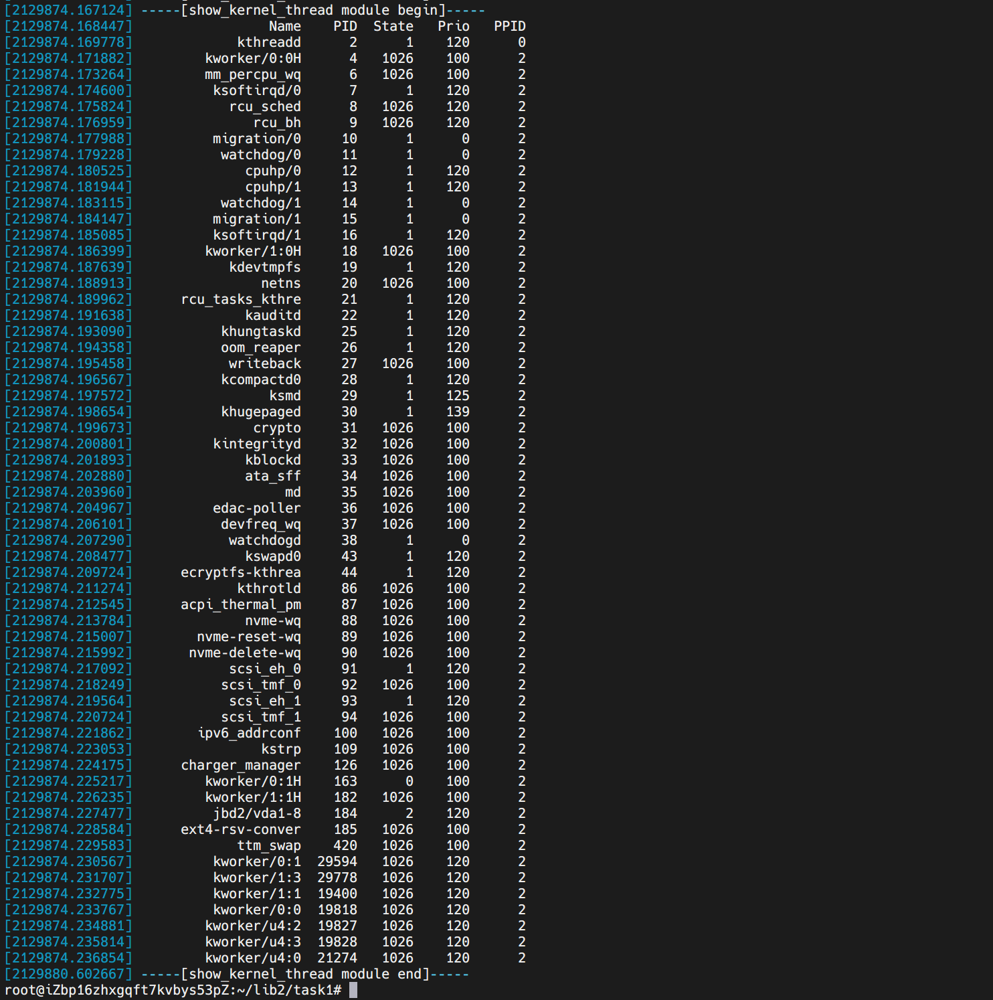 [2129874.167124] -----[show_kernel_thread module begin]-----
[2129874.168447]                 Name    PID  State   Prio   PPID
[2129874.169778]             kthreadd      2      1    120      0
[2129874.171882]         kworker/0:0H      4   1026    100      2
[2129874.173264]         mm_percpu_wq      6   1026    100      2
[2129874.174600]          ksoftirqd/0      7      1    120      2
[2129874.175824]            rcu_sched      8   1026    120      2
[2129874.176959]               rcu_bh      9   1026    120      2
[2129874.177988]          migration/0     10      1      0      2
[2129874.179228]           watchdog/0     11      1      0      2
[2129874.180525]              cpuhp/0     12      1    120      2
[2129874.181944]              cpuhp/1     13      1    120      2
[2129874.183115]           watchdog/1     14      1      0      2
[2129874.184147]          migration/1     15      1      0      2
[2129874.185085]          ksoftirqd/1     16      1    120      2
[2129874.186399]         kworker/1:0H     18   1026    100      2
[2129874.187639]            kdevtmpfs     19      1    120      2
[2129874.188913]                netns     20   1026    100      2
[2129874.189962]      rcu_tasks_kthre     21      1    120      2
[2129874.191638]              kauditd     22      1    120      2
[2129874.193090]           khungtaskd     25      1    120      2
[2129874.194358]           oom_reaper     26      1    120      2
[2129874.195458]            writeback     27   1026    100      2
[2129874.196567]           kcompactd0     28      1    120      2
[2129874.197572]                 ksmd     29      1    125      2
[2129874.198654]           khugepaged     30      1    139      2
[2129874.199673]               crypto     31   1026    100      2
[2129874.200801]          kintegrityd     32   1026    100      2
[2129874.201893]              kblockd     33   1026    100      2
[2129874.202880]              ata_sff     34   1026    100      2
[2129874.203960]                   md     35   1026    100      2
[2129874.204967]          edac-poller     36   1026    100      2
[2129874.206101]           devfreq_wq     37   1026    100      2
[2129874.207290]            watchdogd     38      1      0      2
[2129874.208477]              kswapd0     43      1    120      2
[2129874.209724]      ecryptfs-kthrea     44      1    120      2
[2129874.211274]             kthrotld     86   1026    100      2
[2129874.212545]      acpi_thermal_pm     87   1026    100      2
[2129874.213784]              nvme-wq     88   1026    100      2
[2129874.215007]        nvme-reset-wq     89   1026    100      2
[2129874.215992]       nvme-delete-wq     90   1026    100      2
[2129874.217092]            scsi_eh_0     91      1    120      2
[2129874.218249]           scsi_tmf_0     92   1026    100      2
[2129874.219564]            scsi_eh_1     93      1    120      2
[2129874.220724]           scsi_tmf_1     94   1026    100      2
[2129874.221862]        ipv6_addrconf    100   1026    100      2
[2129874.223053]                kstrp    109   1026    100      2
[2129874.224175]      charger_manager    126   1026    100      2
[2129874.225217]         kworker/0:1H    163      0    100      2
[2129874.226235]         kworker/1:1H    182   1026    100      2
[2129874.227477]          jbd2/vda1-8    184      2    120      2
[2129874.228584]      ext4-rsv-conver    185   1026    100      2
[2129874.229583]             ttm_swap    420   1026    100      2
[2129874.230567]          kworker/0:1  29594   1026    120      2
[2129874.231707]          kworker/1:3  29778   1026    120      2
[2129874.232775]          kworker/1:1  19400   1026    120      2
[2129874.233767]          kworker/0:0  19818   1026    120      2
[2129874.234881]         kworker/u4:2  19827   1026    120      2
[2129874.235814]         kworker/u4:3  19828   1026    120      2
[2129874.236854]         kworker/u4:0  21274   1026    120      2
[2129880.602667] -----[show_kernel_thread module end]-----
root@iZbp16zhxgqft7kvbys53pZ:~/lib2/task1#